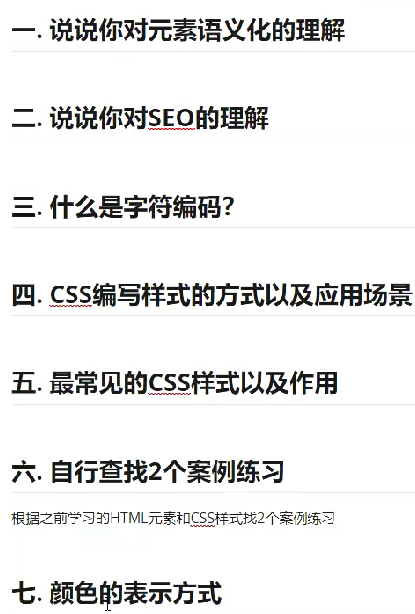 一. 说说你对元素语义化的理解
二. 说说你对SEO的理解
三. 什么是字符编码？
四. CSS编写样式的方式以及应用场景
五. 最常见的CSS样式以及作用
六. 自行查找2个案例练习
根据之前学习的HTML元素和CSS样式找2个案例练习
七. 颜色的表示方式